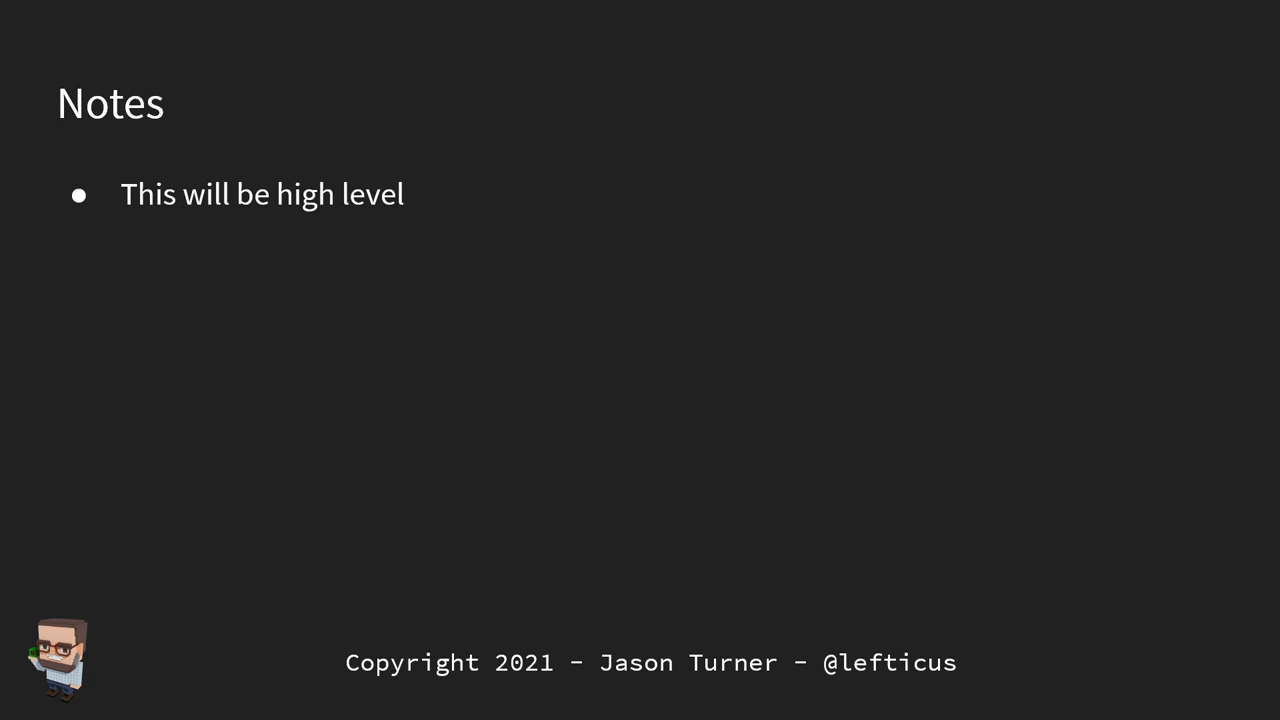 Notes
● This will be high level
Copyright 2021 - Jason Turner - @lefticus